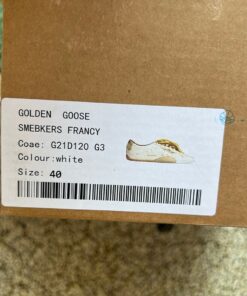 GOLDEN GOOSE
SMEBKERS FRANCY
Coae: G21D120 G3
Colour:white
Size: 40